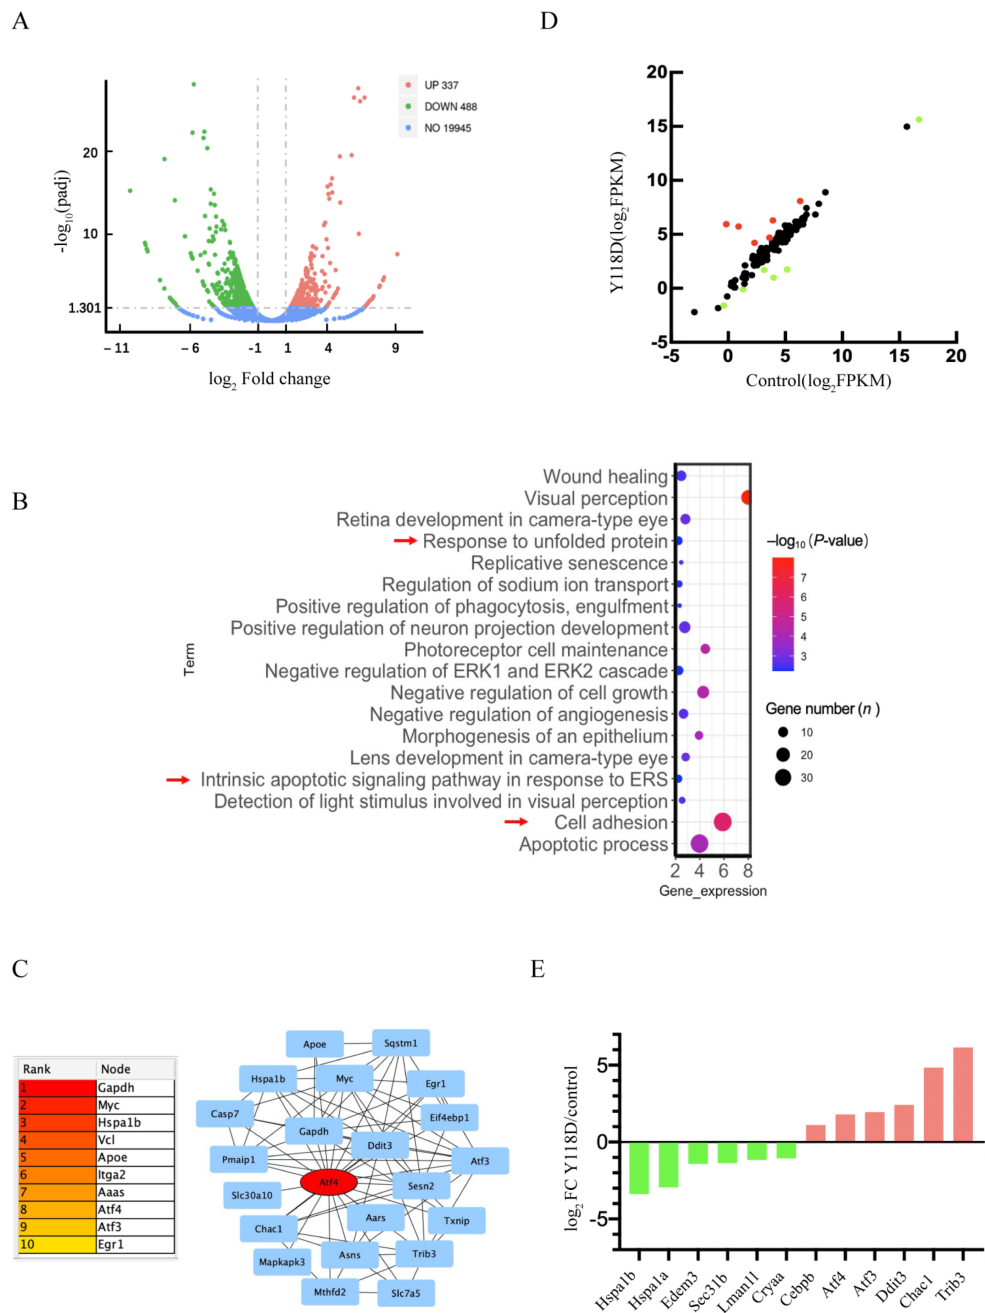 A
UP 337
DOWN 488
NO 19945
20
10
1.301
-log10(padj)
–11
–6
-1
1
4
9
log2 Fold change
D
20
15
10
5
0
-5
Y118D(log2FPKM)
-5
0
5
10
15
20
Control(log2FPKM)
B
Term
Wound healing
Visual perception
Retina development in camera-type eye
Response to unfolded protein
Replicative senescence
Regulation of sodium ion transport
Positive regulation of phagocytosis, engulfment
Positive regulation of neuron projection development
Photoreceptor cell maintenance
Negative regulation of ERK1 and ERK2 cascade
Negative regulation of cell growth
Negative regulation of angiogenesis
Morphogenesis of an epithelium
Lens development in camera-type eye
Intrinsic apoptotic signaling pathway in response to ERS
Detection of light stimulus involved in visual perception
Cell adhesion
Apoptotic process
2 4 6 8
Gene_expression
–log10 (P-value)
7
6
5
4
3
Gene number (n)
10
20
30
C
Rank Node
1 Gapdh
2 Myc
3 Hspa1b
4 Vcl
5 Apoe
6 Itga2
7 Aaas
8 Atf4
9 Atf3
10 Egr1
Apoe
Sqstm1
Hspa1b
Myc
Egr1
Casp7
Eif4ebp1
Gapdh
Ddit3
Pmaip1
Atf3
Atf4
Sesn2
Slc30a10
Aars
Txnip
Chac1
Asns
Trib3
Mapkapk3
Mthfd2
Slc7a5
E
log2 FC Y118D/control
5
0
-5
Hspa1b
Hspa1a
Edem3
Sec31b
Lman1l
Cryaa
Cebpb
Atf4
Atf3
Ddit3
Chac1
Trib3